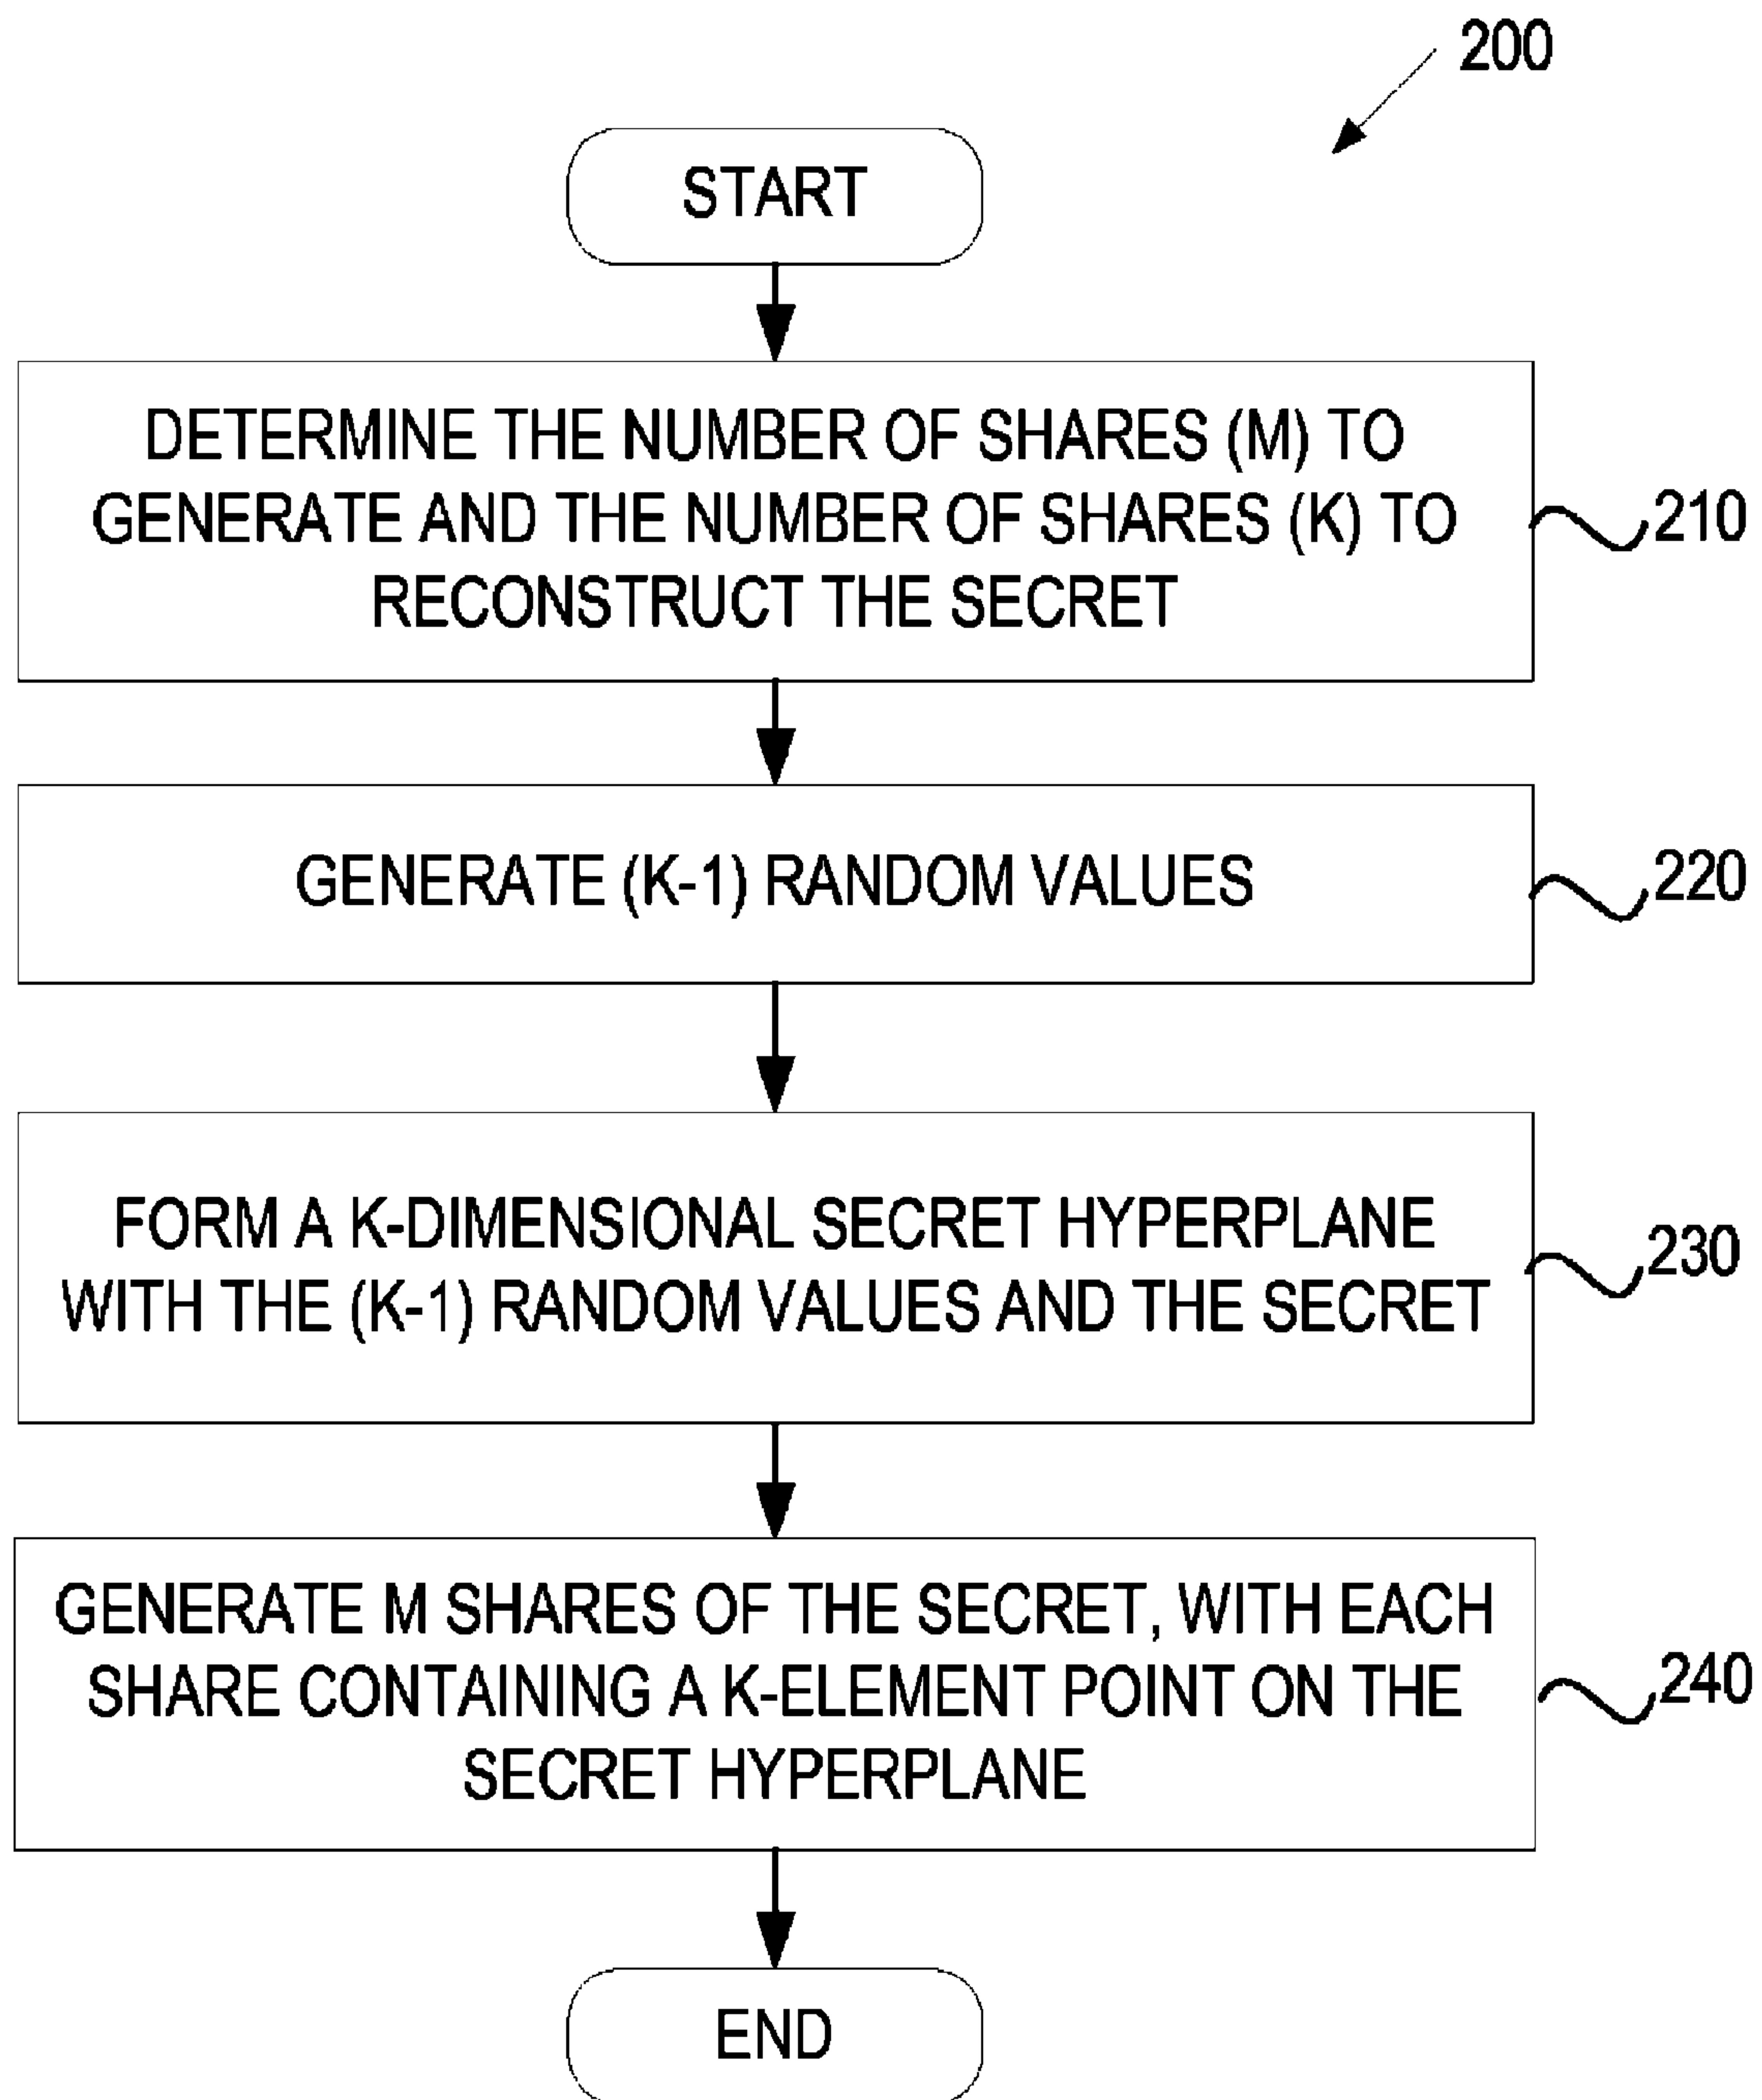 200
START
DETERMINE THE NUMBER OF SHARES (M) TO
GENERATE AND THE NUMBER OF SHARES (K) TO
RECONSTRUCT THE SECRET
210
GENERATE (K-1) RANDOM VALUES
220
FORM A K-DIMENSIONAL SECRET HYPERPLANE
WITH THE (K-1) RANDOM VALUES AND THE SECRET
230
GENERATE M SHARES OF THE SECRET, WITH EACH
SHARE CONTAINING A K-ELEMENT POINT ON THE
SECRET HYPERPLANE
240
END